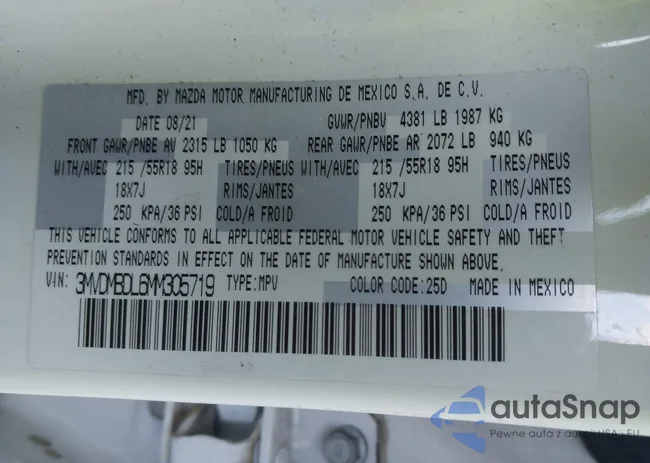 MFD. BY MAZDA MOTOR MANUFACTURING DE MEXICO S.A. DE C.V.
DATE 08/21 GVWR/PNBV 4381 LB 1987 KG
FRONT GAWR/PNBE AV 2315 LB 1050 KG REAR GAWR/PNBE AR 2072 LB 940 KG
WITH/AVEC 215 /55R18 95H TIRES/PNEUS WITH/AVEC 215 /55R18 95H TIRES/PNEUS
18X7J RIMS/JANTES 18X7J RIMS/JANTES
250 KPA/36 PSI COLD/A FROID 250 KPA/36 PSI COLD/A FROID
THIS VEHICLE CONFORMS TO ALL APPLICABLE FEDERAL MOTOR VEHICLE SAFETY AND THEFT
PREVENTION STANDARDS IN EFFECT ON THE DATE OF MANUFACTURE SHOWN ABOVE.
VIN: 3MVDMBDL6MM305719 TYPE:MPV COLOR CODE:25D MADE IN MEXICO
autaSnap
Pewne auta z aukcji USA i EU